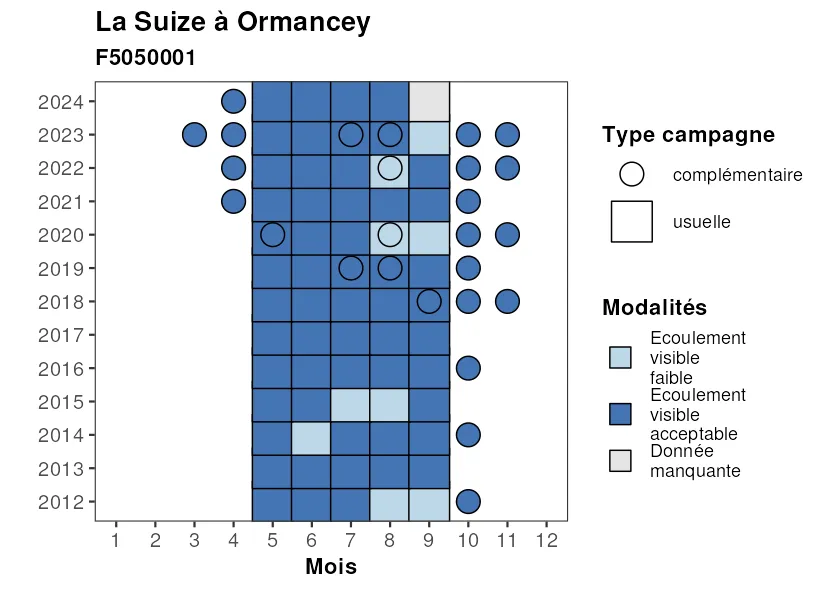 La Suize à Ormancey
F5050001
2024
2023
2022
2021
2020
2019
2018
2017
2016
2015
2014
2013
2012
1 2 3 4 5 6 7 8 9 10 11 12
Mois
Type campagne
complémentaire
usuelle
Modalités
Ecoulement
visible
faible
Ecoulement
visible
acceptable
Donnée
manquante